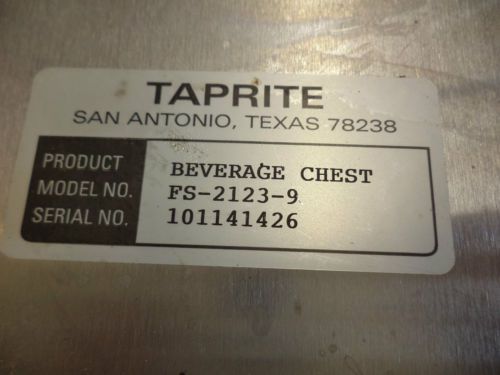 TAPRITE
SAN ANTONIO, TEXAS 78238
PRODUCT BEVERAGE CHEST
MODEL NO. FS-2123-9
SERIAL NO. 101141426